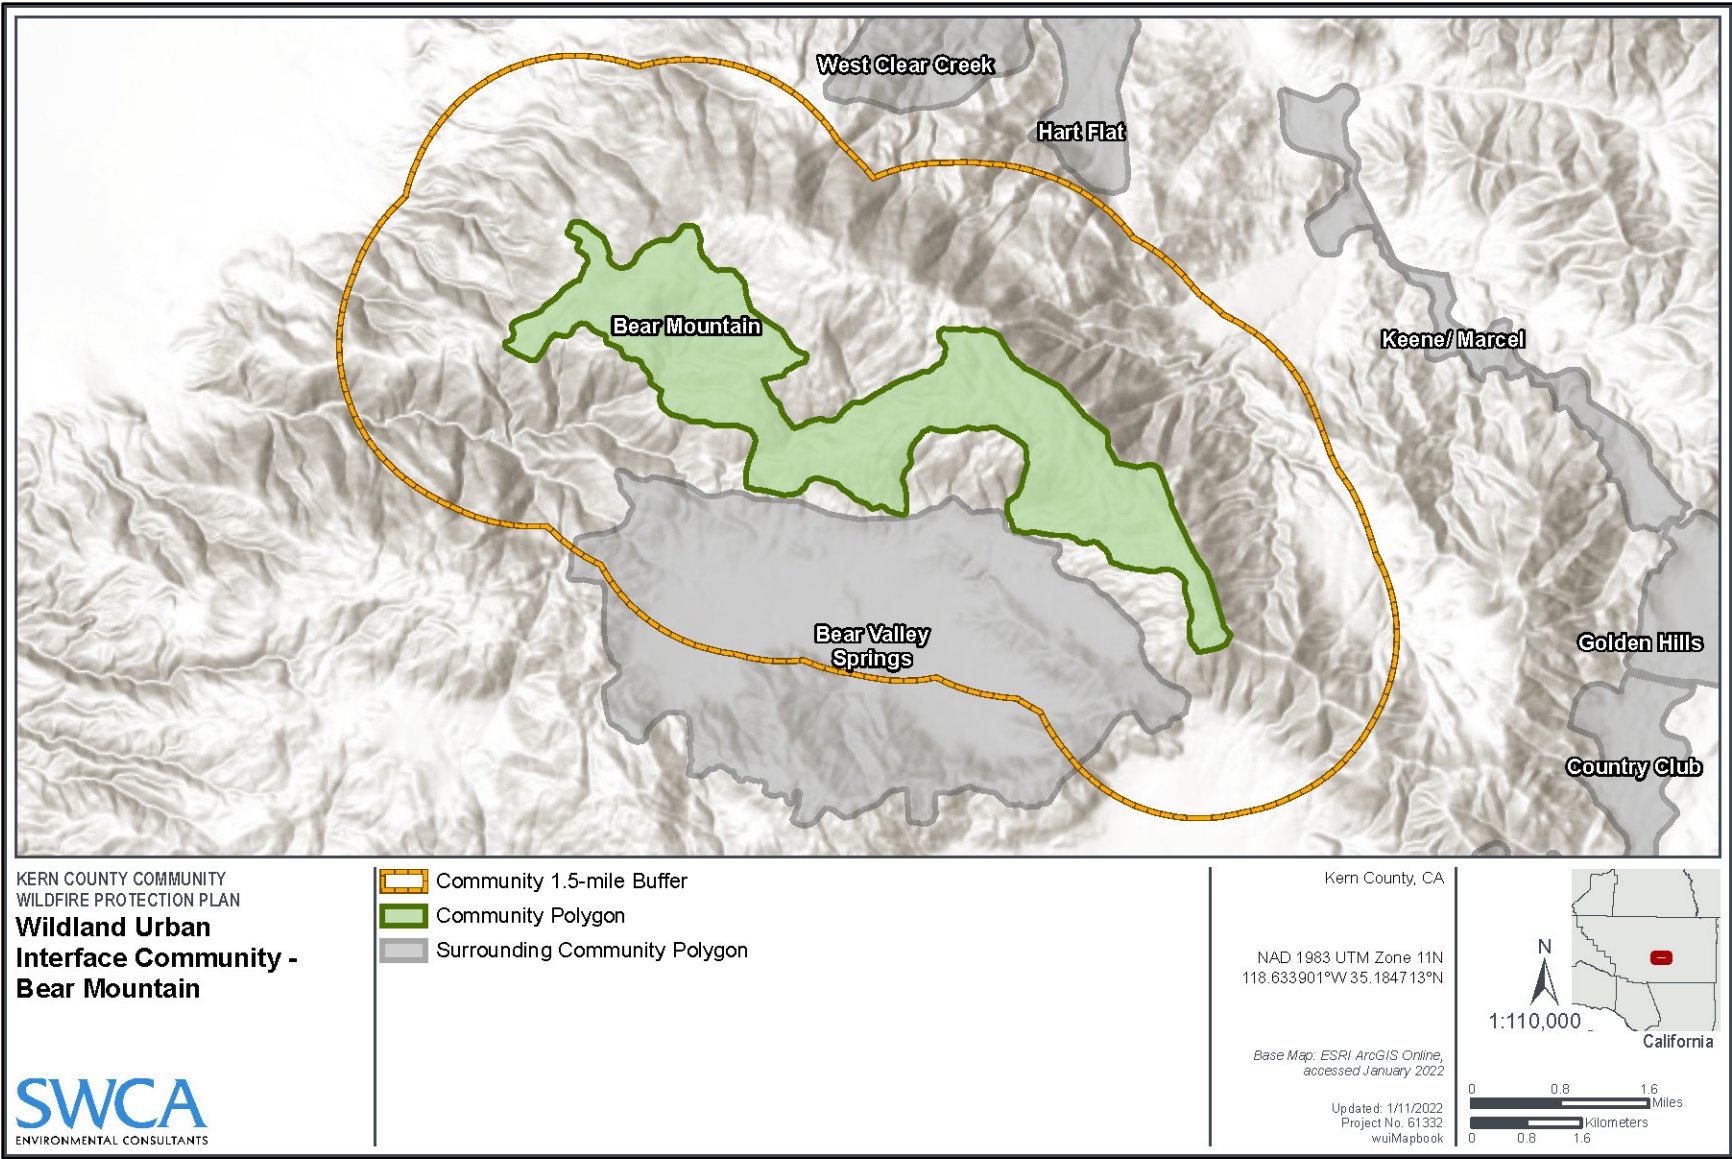 West Clear Creek
Hart Flat
Bear Mountain
Keene/ Marcel
Bear Valley
Springs
Golden Hills
Country Club
KERN COUNTY COMMUNITY
WILDFIRE PROTECTION PLAN
Wildland Urban
Interface Community -
Bear Mountain
SWCA
ENVIRONMENTAL CONSULTANTS
Community 1.5-mile Buffer
Community Polygon
Surrounding Community Polygon
Kern County, CA
NAD 1983 UTM Zone 11N
118.633901°W 35.184713°N
Base Map: ESRI ArcGIS Online,
accessed January 2022
Updated: 1/11/2022
Project No. 61332
wuiMapbook
N
1:110,000
California
0 0.8 1.6
Miles
Kilometers
0 0.8 1.6